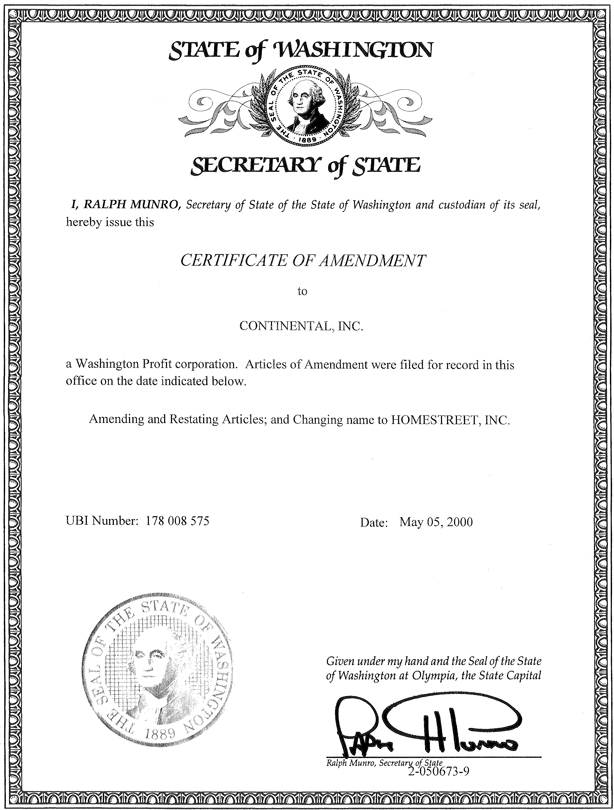 STATE of WASHINGTON
THE SEAL OF THE STATE OF WASHINGTON
1889
SECRETARY of STATE
I, RALPH MUNRO, Secretary of State of the State of Washington and custodian of its seal,
hereby issue this
CERTIFICATE OF AMENDMENT
to
CONTINENTAL, INC.
a Washington Profit corporation. Articles of Amendment were filed for record in this
office on the date indicated below.
Amending and Restating Articles; and Changing name to HOMESTREET, INC.
UBI Number: 178 008 575
Date: May 05, 2000
THE SEAL OF THE STATE OF WASHINGTON
1889
Given under my hand and the Seal of the State
of Washington at Olympia, the State Capital
Ralph Munro
Ralph Munro, Secretary of State
2-050673-9